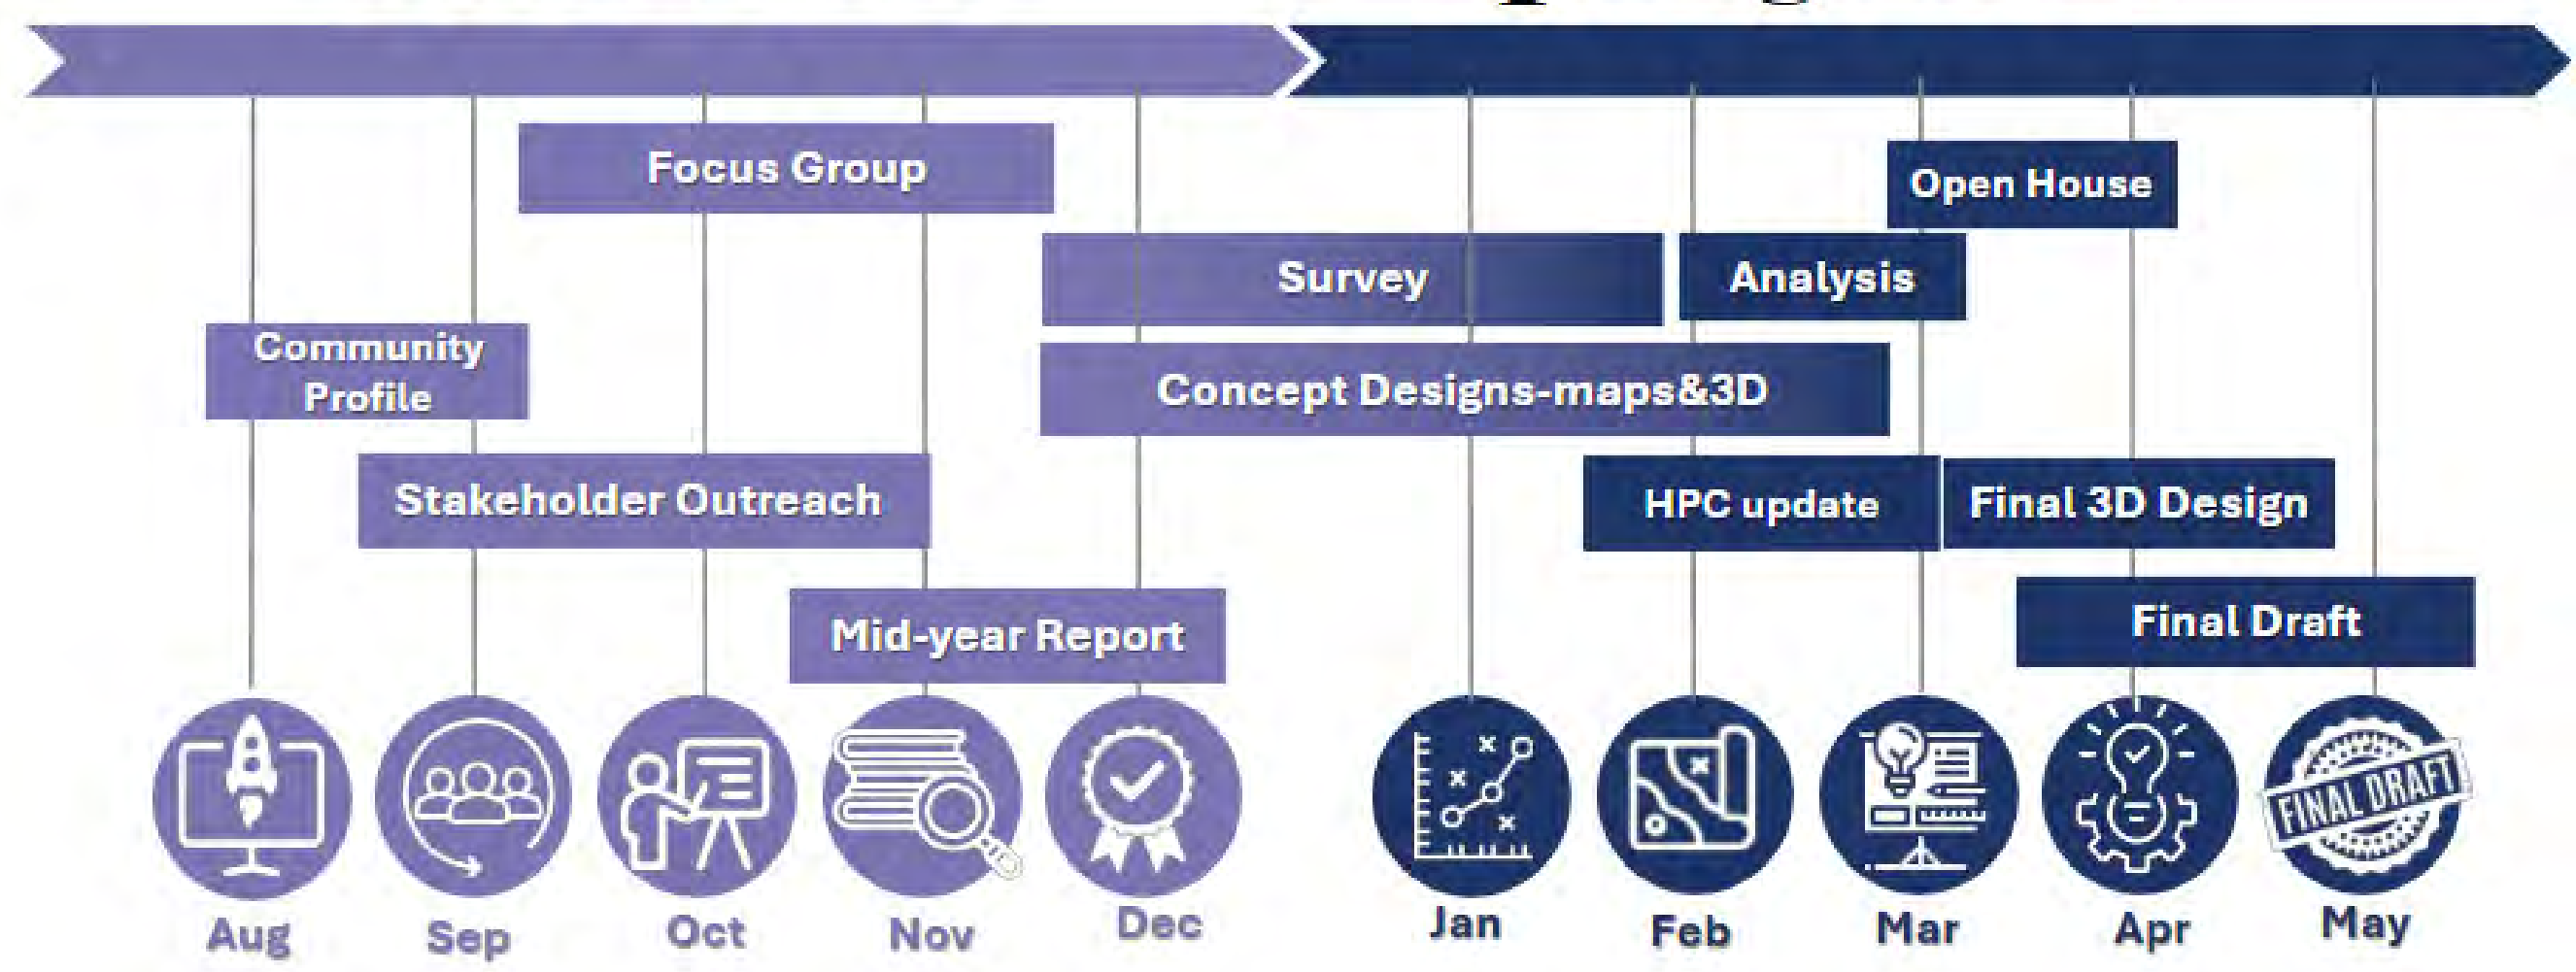 Focus Group
Open House
Survey
Analysis
Community
Profile
Concept Designs-maps&3D
Stakeholder Outreach
HPC update
Final 3D Design
Mid-year Report
Final Draft
FINAL DRAFT
Aug
Sep
Oct
Nov
Dec
Jan
Feb
Mar
Apr
May